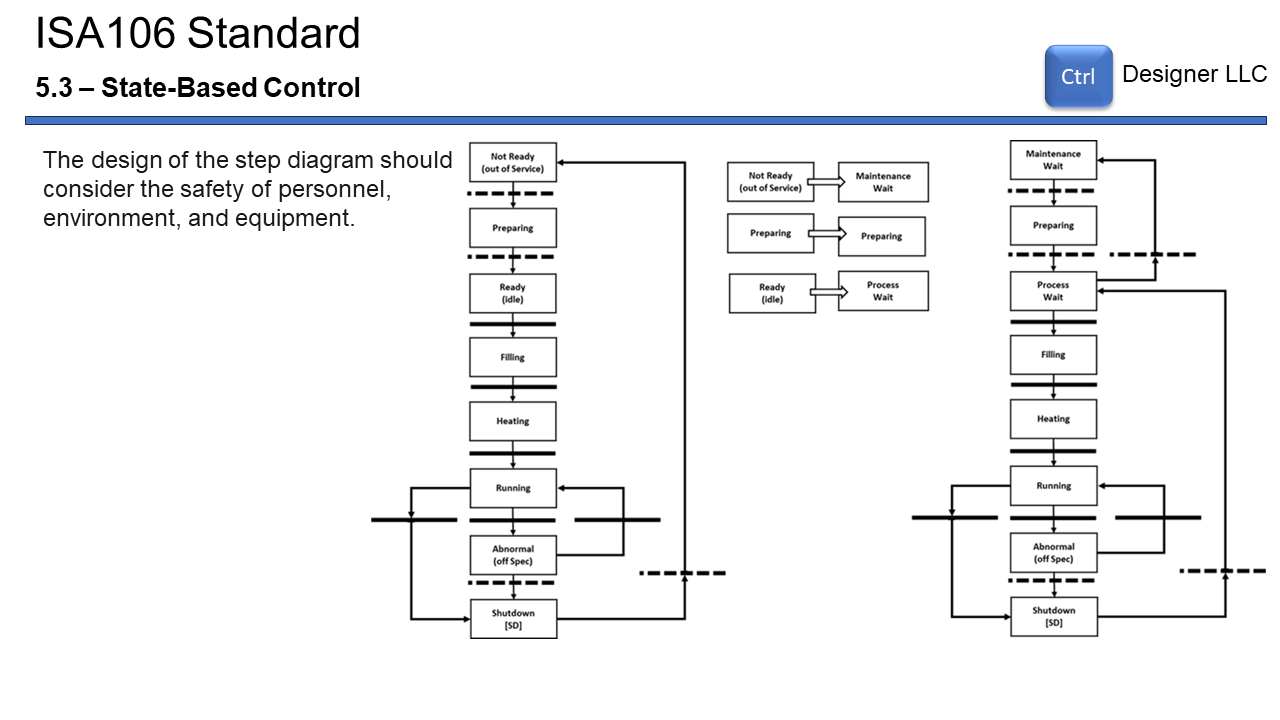 ISA106 Standard
5.3 – State-Based Control
Ctrl
Designer LLC
The design of the step diagram should
consider the safety of personnel,
environment, and equipment.
Not Ready
(out of Service)
Preparing
Ready
(idle)
Filling
Heating
Running
Abnormal
(off Spec)
Shutdown
[SD]
Not Ready
(out of Service)
Maintenance
Wait
Preparing
Preparing
Ready
(idle)
Process
Wait
Maintenance
Wait
Preparing
Process
Wait
Filling
Heating
Running
Abnormal
(off Spec)
Shutdown
[SD]